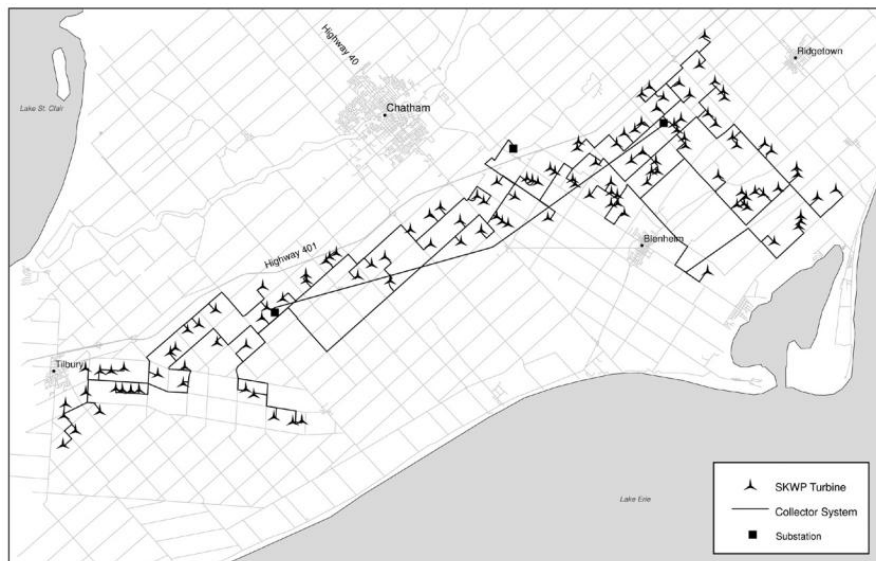 Highway 40
Ridgetown
Lake St. Clair
Chatham
Highway 401
Blenheim
Tilbury
SKWP Turbine
Collector System
Lake Erie
Substation